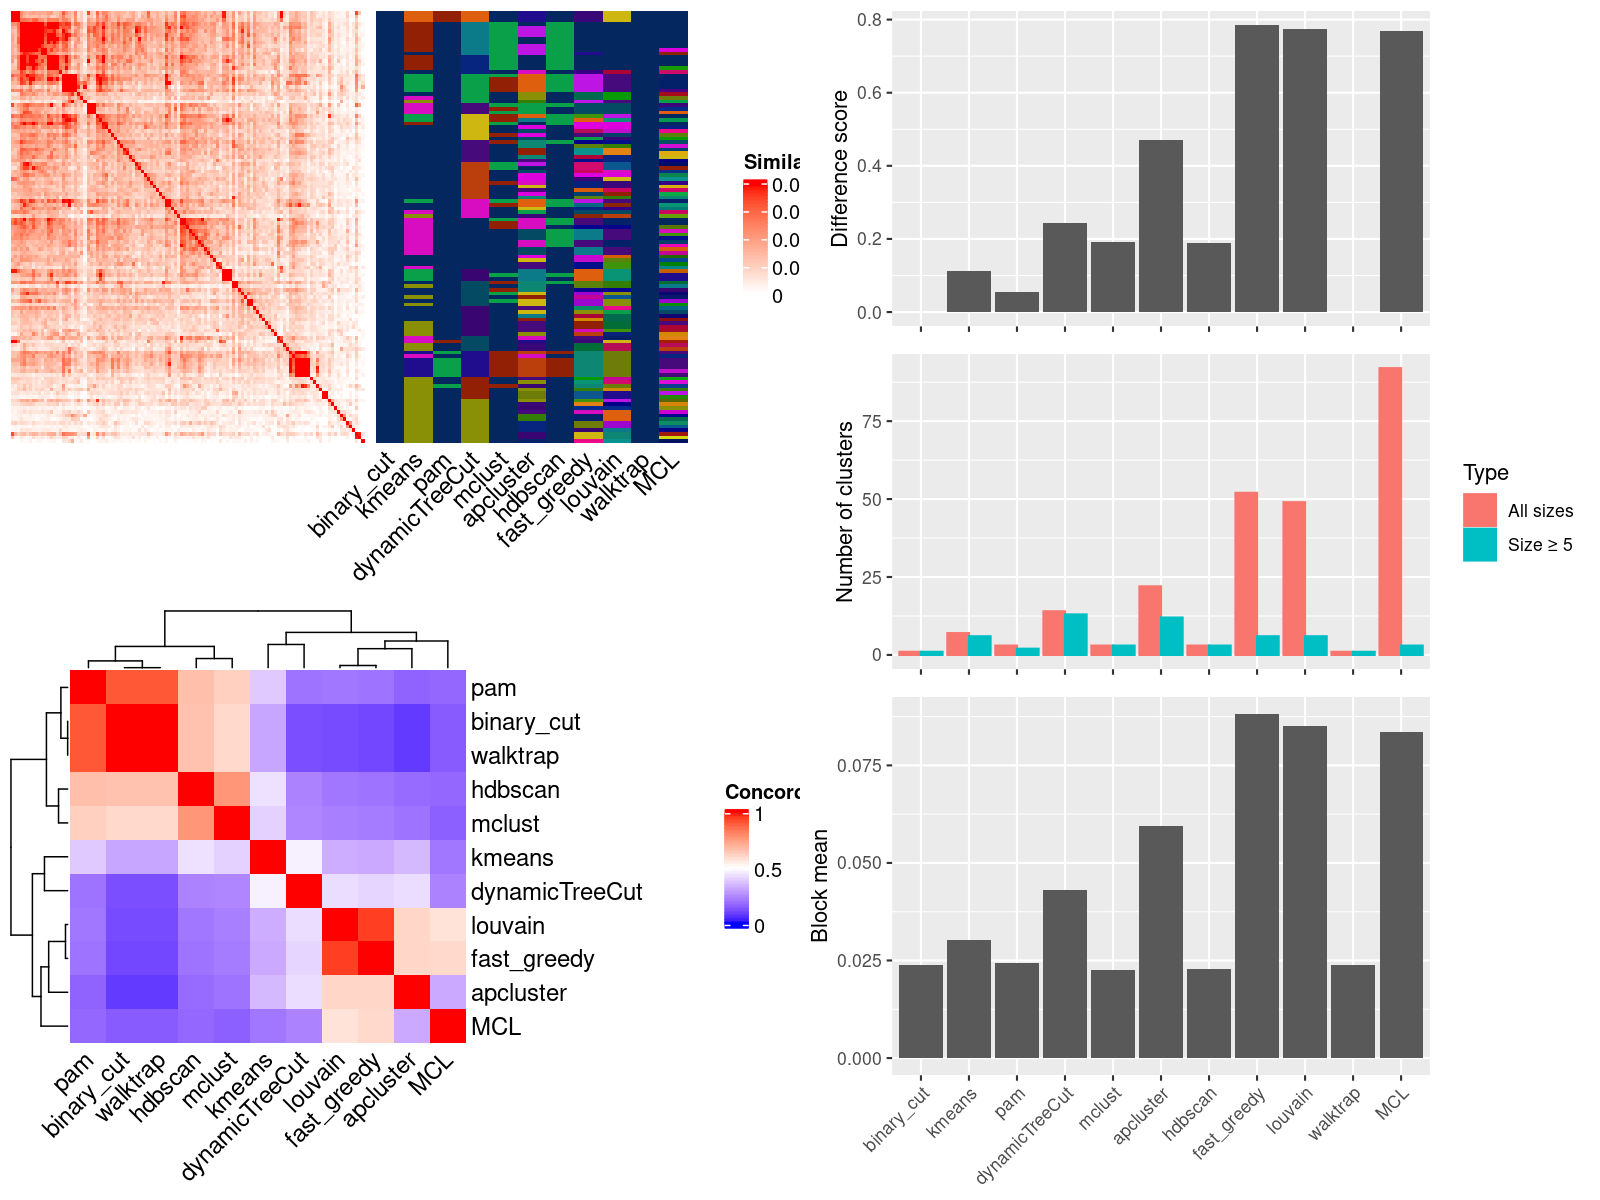 Simila
0.0
0.0
0.0
0.0
0
binary_cut
kmeans
pam
dynamicTreeCut
mclust
apcluster
hdbscan
fast_greedy
louvain
walktrap
MCL
pam
binary_cut
walktrap
hdbscan
mclust
kmeans
dynamicTreeCut
louvain
fast_greedy
apcluster
MCL
pam
binary_cut
walktrap
hdbscan
mclust
kmeans
dynamicTreeCut
louvain
fast_greedy
apcluster
MCL
Concord
1
0.5
0
Difference score
0.8
0.6
0.4
0.2
0.0
Number of clusters
75
50
25
0
Type
All sizes
Size ≥ 5
Block mean
0.075
0.050
0.025
0.000
binary_cut
kmeans
pam
dynamicTreeCut
mclust
apcluster
hdbscan
fast_greedy
louvain
walktrap
MCL